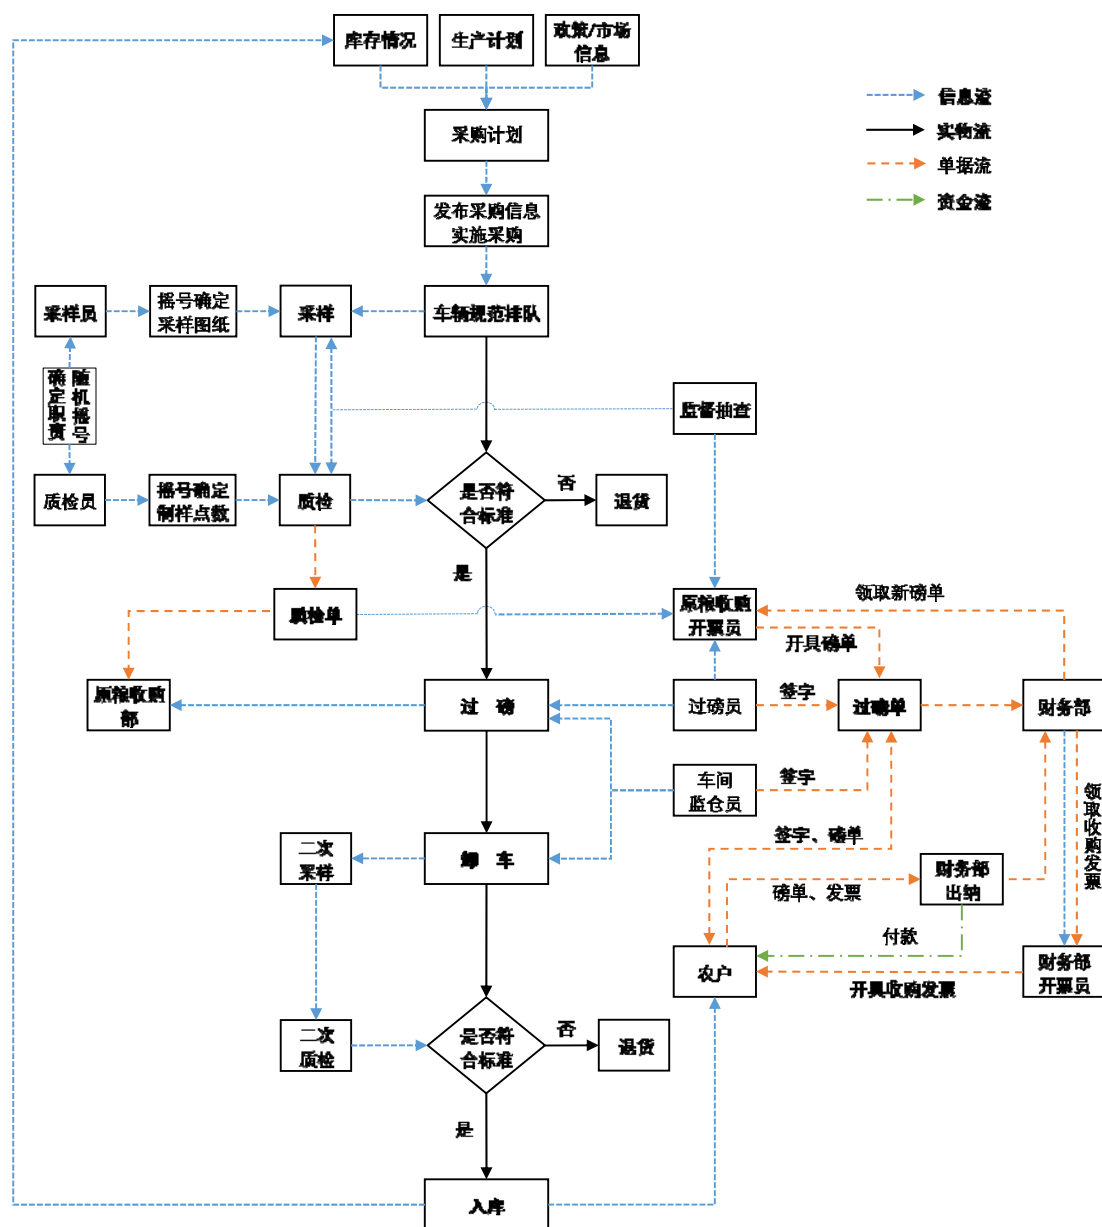 库存情况
生产计划
政策/市场
信息
信息流
实物流
单据流
资金流
采购计划
发布采购信息
实施采购
采样员
摇号确定
采样图纸
采样
车辆规范排队
随机摇号
确定职责
监督抽查
质检员
摇号确定
制样点数
质检
是否符
合标准
否
退货
是
质检单
原粮收购
开票员
领取新磅单
开具磅单
原粮收购
部
过 磅
过磅员
签字
过磅单
财务部
车间
监仓员
签字
领取收购发票
二次
采样
卸 车
签字、磅单
磅单、发票
财务部
出纳
付款
农户
开具收购发票
财务部
开票员
二次
质检
是否符
合标准
否
退货
是
入库